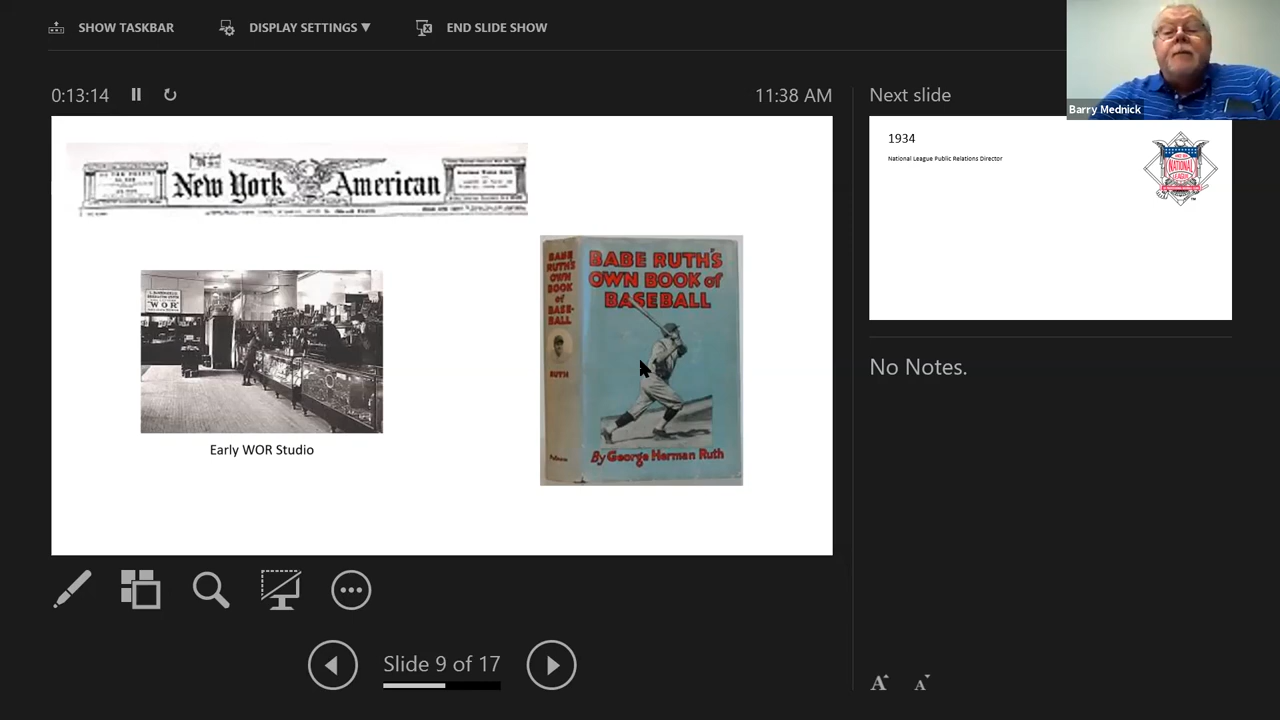 SHOW TASKBAR
DISPLAY SETTINGS ▼
END SLIDE SHOW
Barry Mednick
0:13:14
11:38 AM
Next slide
New York American
BABE RUTH'S OWN BOOK of BASE-BALL
RUTH
BABE RUTH'S
OWN BOOK of
BASEBALL
By George Herman Ruth
WOR
Early WOR Studio
1934
National League Public Relations Director
NATIONAL
LEAGUE
No Notes.
Slide 9 of 17
A
A